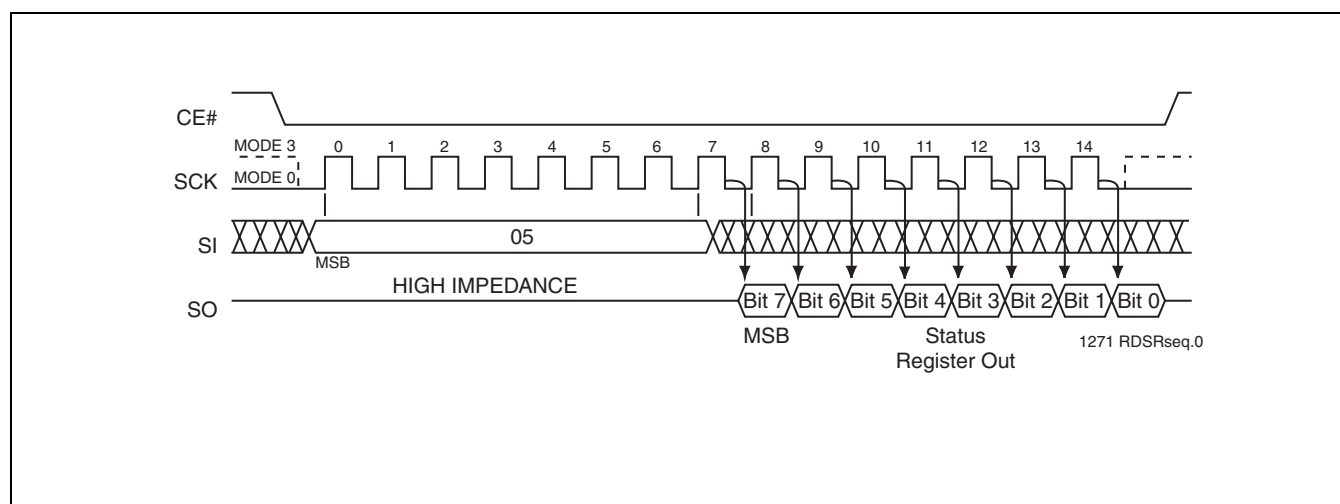 CE#
MODE 3 0 1 2 3 4 5 6 7 8 9 10 11 12 13 14
SCK MODE 0
SI 05
MSB
HIGH IMPEDANCE
SO Bit 7 Bit 6 Bit 5 Bit 4 Bit 3 Bit 2 Bit 1 Bit 0
MSB Status 1271 RDSRseq.0
Register Out